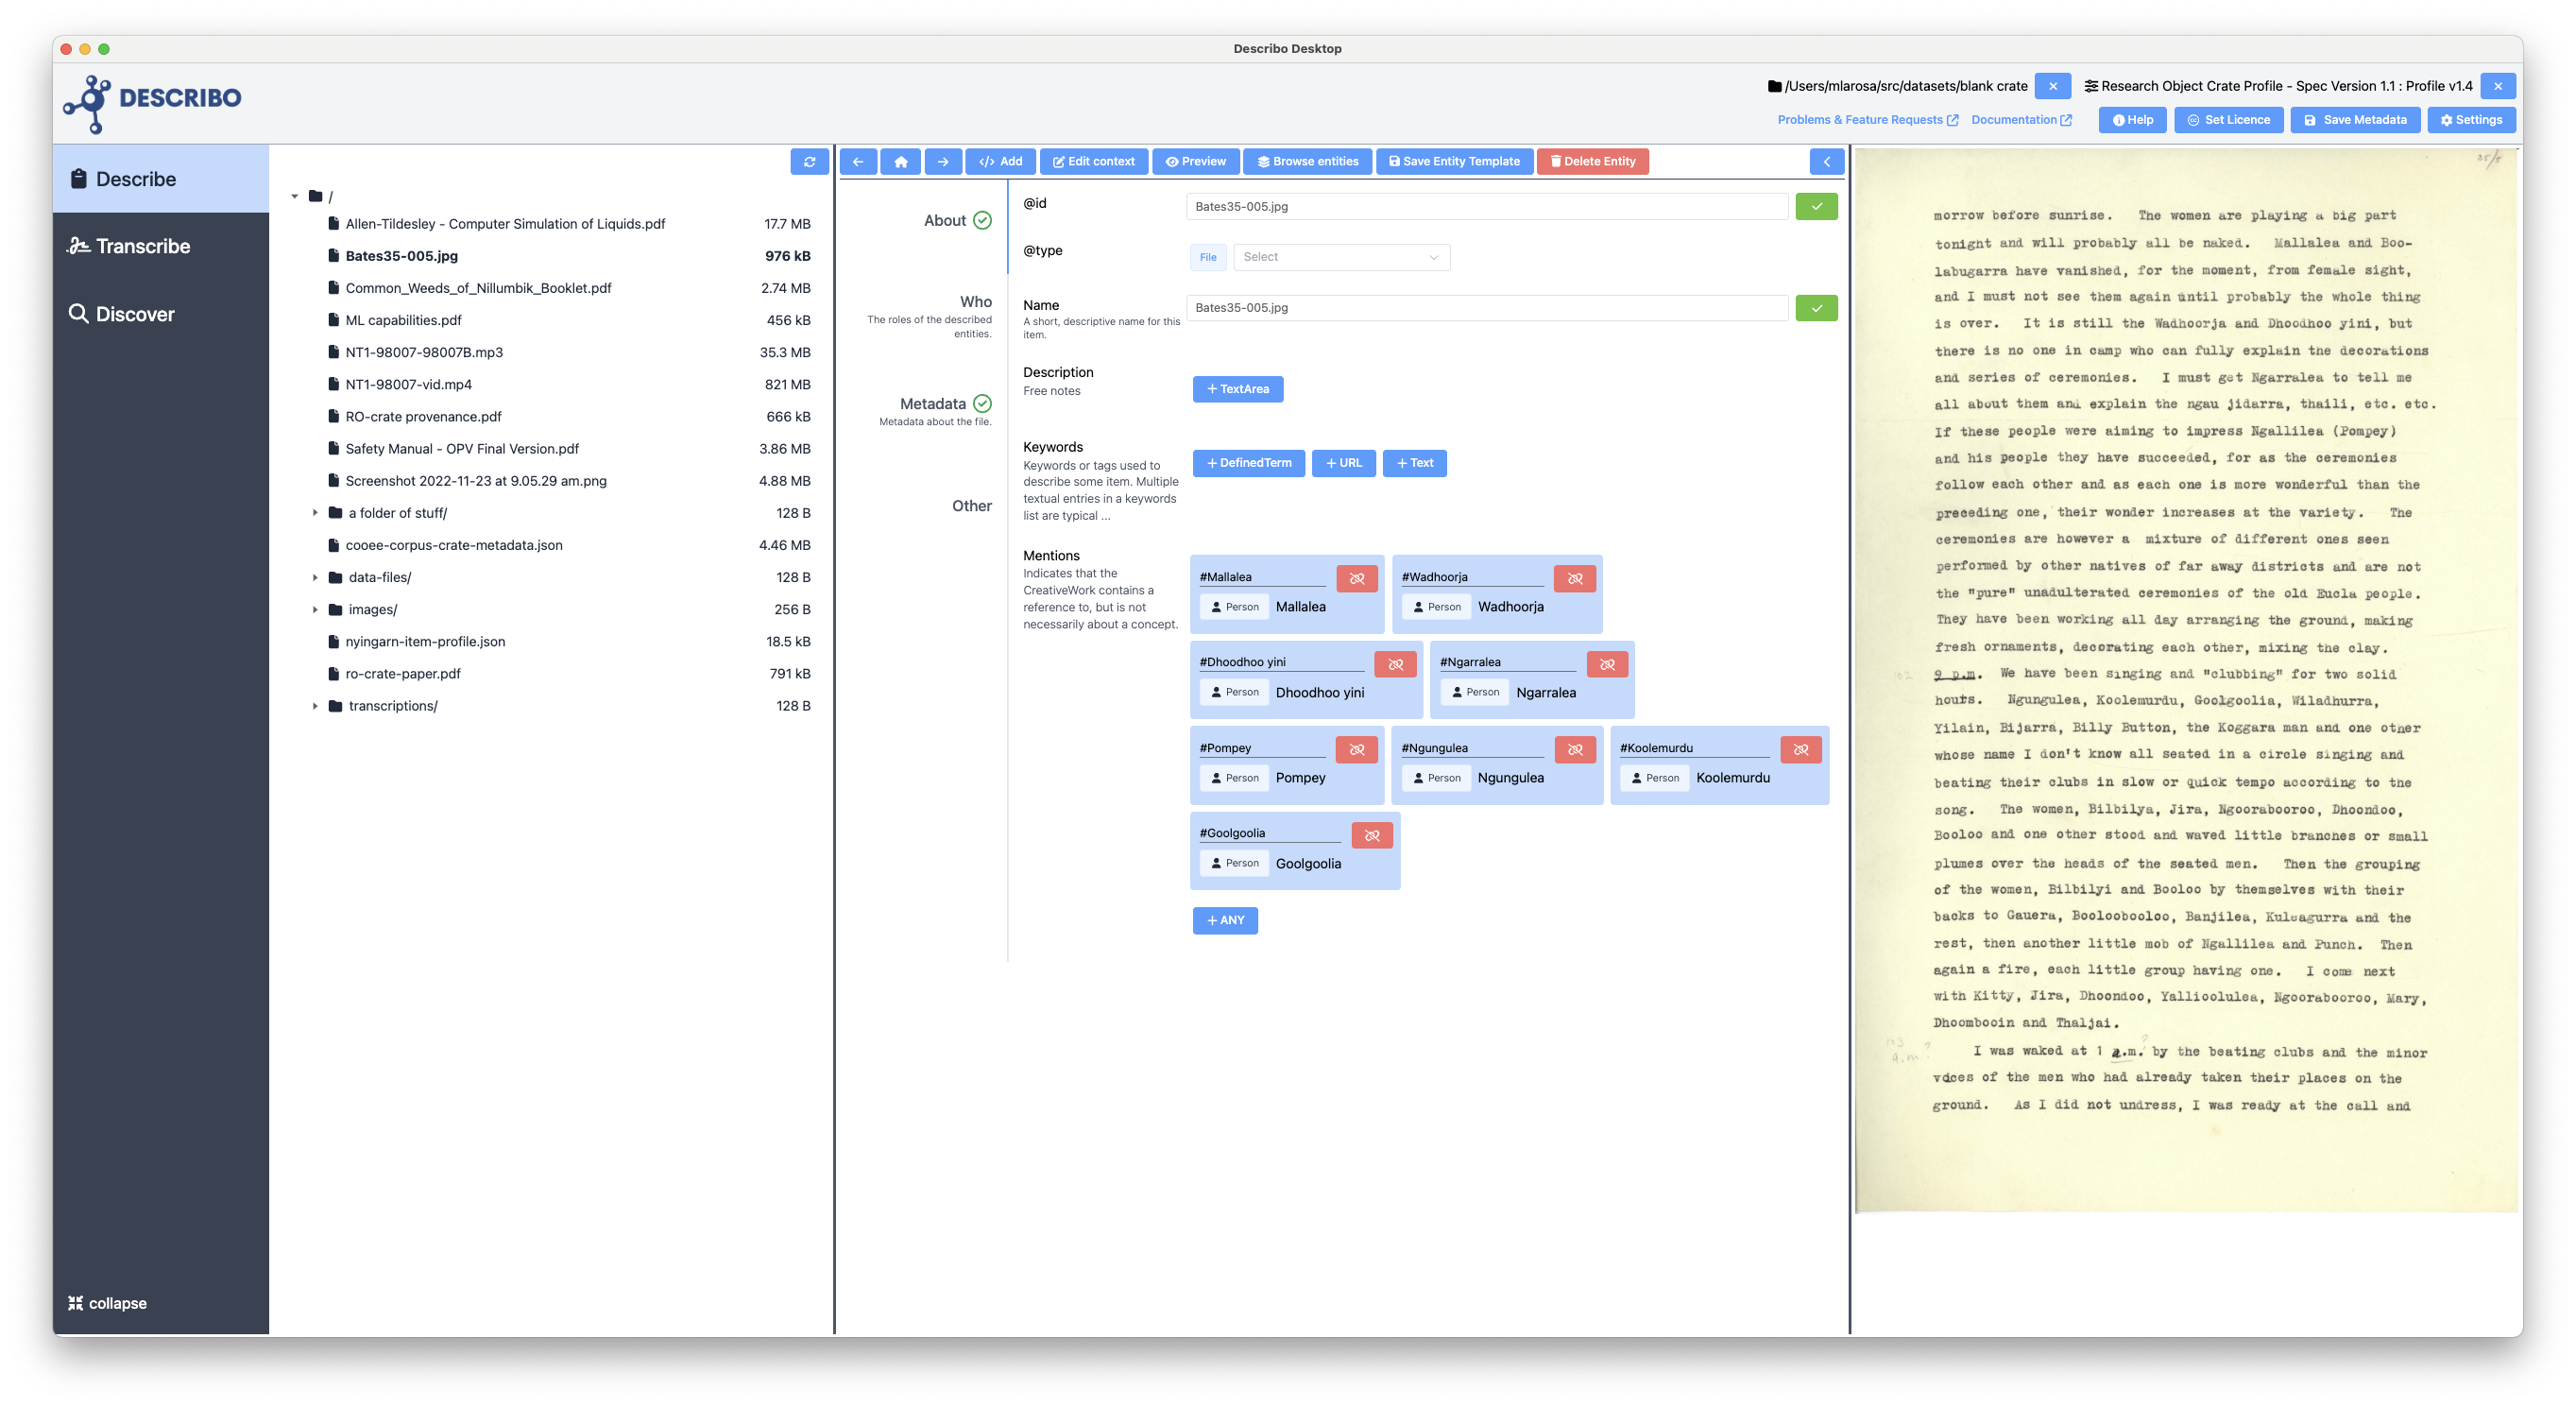 Describo Desktop
DESCRIBO
/Users/mlarosa/src/datasets/blank crate
Research Object Crate Profile - Spec Version 1.1 : Profile v1.4
Problems & Feature Requests
Documentation
Help
Set Licence
Save Metadata
Settings
Describe
Transcribe
Discover
collapse
/
Allen-Tildesley - Computer Simulation of Liquids.pdf 17.7 MB
Bates35-005.jpg 976 kB
Common_Weeds_of_Nillumbik_Booklet.pdf 2.74 MB
ML capabilities.pdf 456 kB
NT1-98007-98007B.mp3 35.3 MB
NT1-98007-vid.mp4 821 MB
RO-crate provenance.pdf 666 kB
Safety Manual - OPV Final Version.pdf 3.86 MB
Screenshot 2022-11-23 at 9.05.29 am.png 4.88 MB
a folder of stuff/ 128 B
cooee-corpus-crate-metadata.json 4.46 MB
data-files/ 128 B
images/ 256 B
nyingarn-item-profile.json 18.5 kB
ro-crate-paper.pdf 791 kB
transcriptions/ 128 B
</> Add
Edit context
Preview
Browse entities
Save Entity Template
Delete Entity
About
Who
The roles of the described
entities.
Metadata
Metadata about the file.
Other
@id
Bates35-005.jpg
@type
File
Select
Name
A short, descriptive name for this
item.
Bates35-005.jpg
Description
Free notes
+ TextArea
Keywords
Keywords or tags used to
describe some item. Multiple
textual entries in a keywords
list are typical ...
+ DefinedTerm
+ URL
+ Text
Mentions
Indicates that the
CreativeWork contains a
reference to, but is not
necessarily about a concept.
#Mallalea
Person Mallalea
#Wadhoorja
Person Wadhoorja
#Dhoodhoo yini
Person Dhoodhoo yini
#Ngarralea
Person Ngarralea
#Pompey
Person Pompey
#Ngungulea
Person Ngungulea
#Koolemurdu
Person Koolemurdu
#Goolgoolia
Person Goolgoolia
+ ANY
35/5
morrow before sunrise. The women are playing a big part
tonight and will probably all be naked. Mallalea and Boo-
labugarra have vanished, for the moment, from female sight,
and I must not see them again until probably the whole thing
is over. It is still the Wadhoorja and Dhoodhoo yini, but
there is no one in camp who can fully explain the decorations
and series of ceremonies. I must get Ngarralea to tell me
all about them and explain the ngau jidarra, thaili, etc. etc.
If these people were aiming to impress Ngallilea (Pompey)
and his people they have succeeded, for as the ceremonies
follow each other and as each one is more wonderful than the
preceding one, their wonder increases at the variety. The
ceremonies are however a mixture of different ones seen
performed by other natives of far away districts and are not
the "pure" unadulterated ceremonies of the old Eucla people.
They have been working all day arranging the ground, making
fresh ornaments, decorating each other, mixing the clay.
102 9 p.m. We have been singing and "clubbing" for two solid
hours. Ngungulea, Koolemurdu, Goolgoolia, Wiladhurra,
Yilain, Bijarra, Billy Button, the Koggara man and one other
whose name I don't know all seated in a circle singing and
beating their clubs in slow or quick tempo according to the
song. The women, Bilbilya, Jira, Ngoorabooroo, Dhoondoo,
Booloo and one other stood and waved little branches or small
plumes over the heads of the seated men. Then the grouping
of the women, Bilbilyi and Booloo by themselves with their
backs to Gauera, Booloobooloo, Banjilea, Kuleagurra and the
rest, then another little mob of Ngallilea and Punch. Then
again a fire, each little group having one. I come next
with Kitty, Jira, Dhoondoo, Yallioolulea, Ngoorabooroo, Mary,
Dhoombooin and Thaljai.
103 a.m?
I was waked at 1 a.m.? by the beating clubs and the minor
voices of the men who had already taken their places on the
ground. As I did not undress, I was ready at the call and